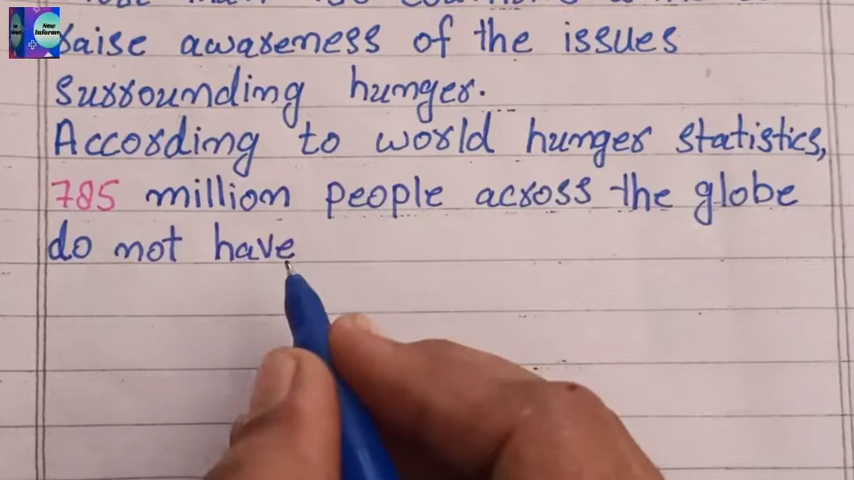 raise awareness of the issues
surrounding hunger.
According to world hunger statistics,
785 million people across the globe
do not have